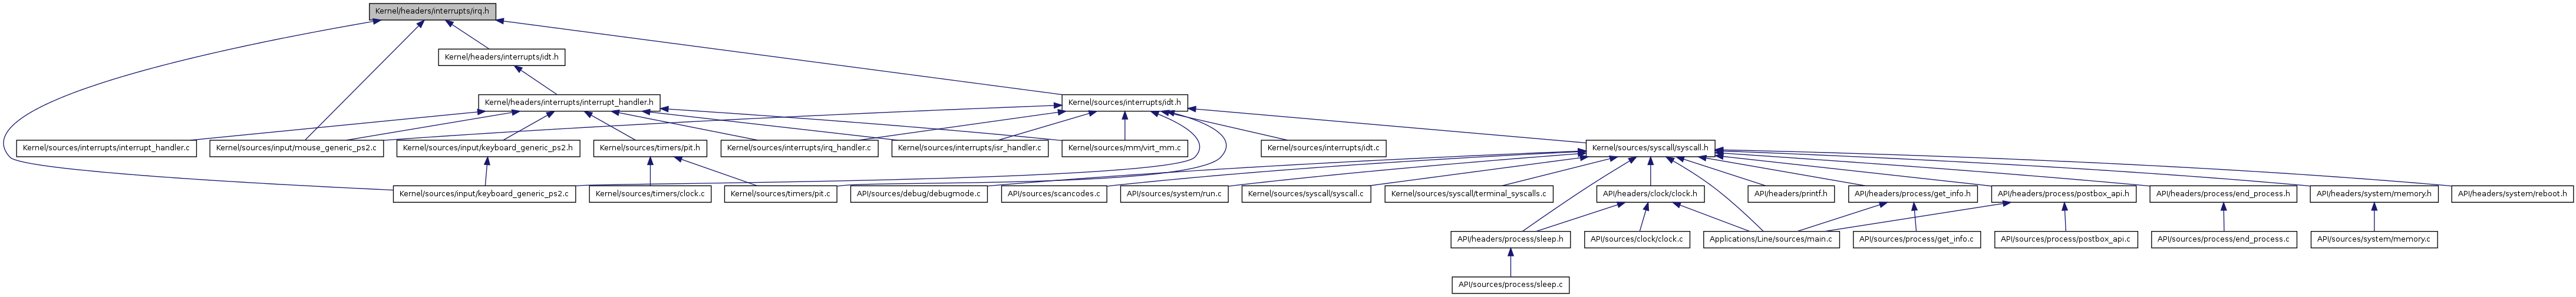 Kernel/headers/interrupts/irq.h
Kernel/headers/interrupts/idt.h
Kernel/headers/interrupts/interrupt_handler.h
Kernel/sources/interrupts/idt.h
Kernel/sources/interrupts/interrupt_handler.c
Kernel/sources/input/mouse_generic_ps2.c
Kernel/sources/input/keyboard_generic_ps2.h
Kernel/sources/timers/pit.h
Kernel/sources/interrupts/irq_handler.c
Kernel/sources/interrupts/isr_handler.c
Kernel/sources/mm/virt_mm.c
Kernel/sources/interrupts/idt.c
Kernel/sources/syscall/syscall.h
Kernel/sources/input/keyboard_generic_ps2.c
Kernel/sources/timers/clock.c
Kernel/sources/timers/pit.c
API/sources/debug/debugmode.c
API/sources/scancodes.c
API/sources/system/run.c
Kernel/sources/syscall/syscall.c
Kernel/sources/syscall/terminal_syscalls.c
API/headers/clock/clock.h
API/headers/printf.h
API/headers/process/get_info.h
API/headers/process/postbox_api.h
API/headers/process/end_process.h
API/headers/system/memory.h
API/headers/system/reboot.h
API/headers/process/sleep.h
API/sources/clock/clock.c
Applications/Line/sources/main.c
API/sources/process/get_info.c
API/sources/process/postbox_api.c
API/sources/process/end_process.c
API/sources/system/memory.c
API/sources/process/sleep.c